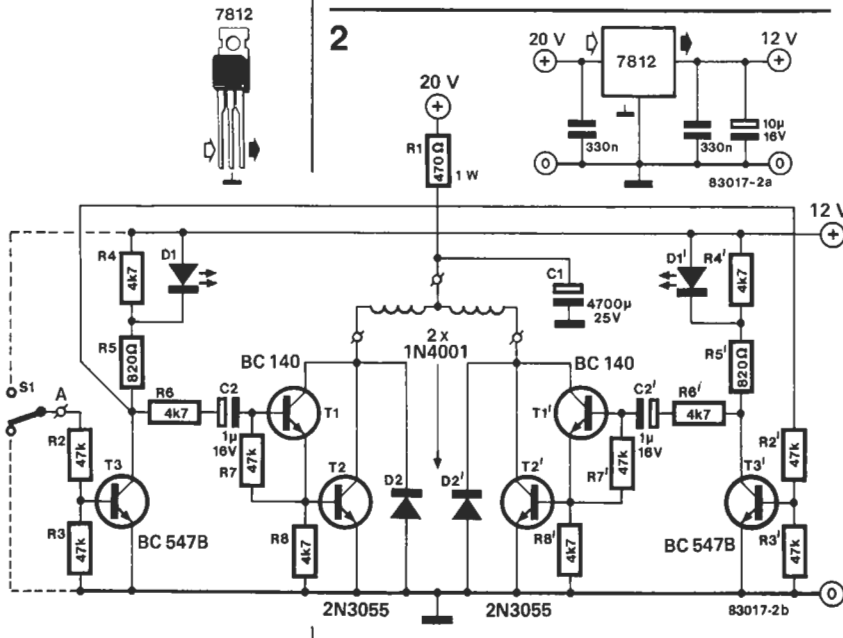 7812
2
20 V
12 V
7812
330n
330n
10µ
16V
83017-2a
20 V
R1
470 Ω
1 W
12 V
R4
4k7
D1
D1'
R4'
4k7
C1
4700µ
25V
2 x
1N4001
R5
820Ω
R5'
820Ω
BC 140
BC 140
S1
A
R6
4k7
C2
1µ
16V
T1
T1'
C2'
1µ
16V
R6'
4k7
R2
47k
R7
47k
R7'
47k
R2'
47k
T3
T2
D2
D2'
T2'
T3'
R3
47k
BC 547B
R8
4k7
R8'
4k7
BC 547B
R3'
47k
2N3055
2N3055
83017-2b
0
0
0